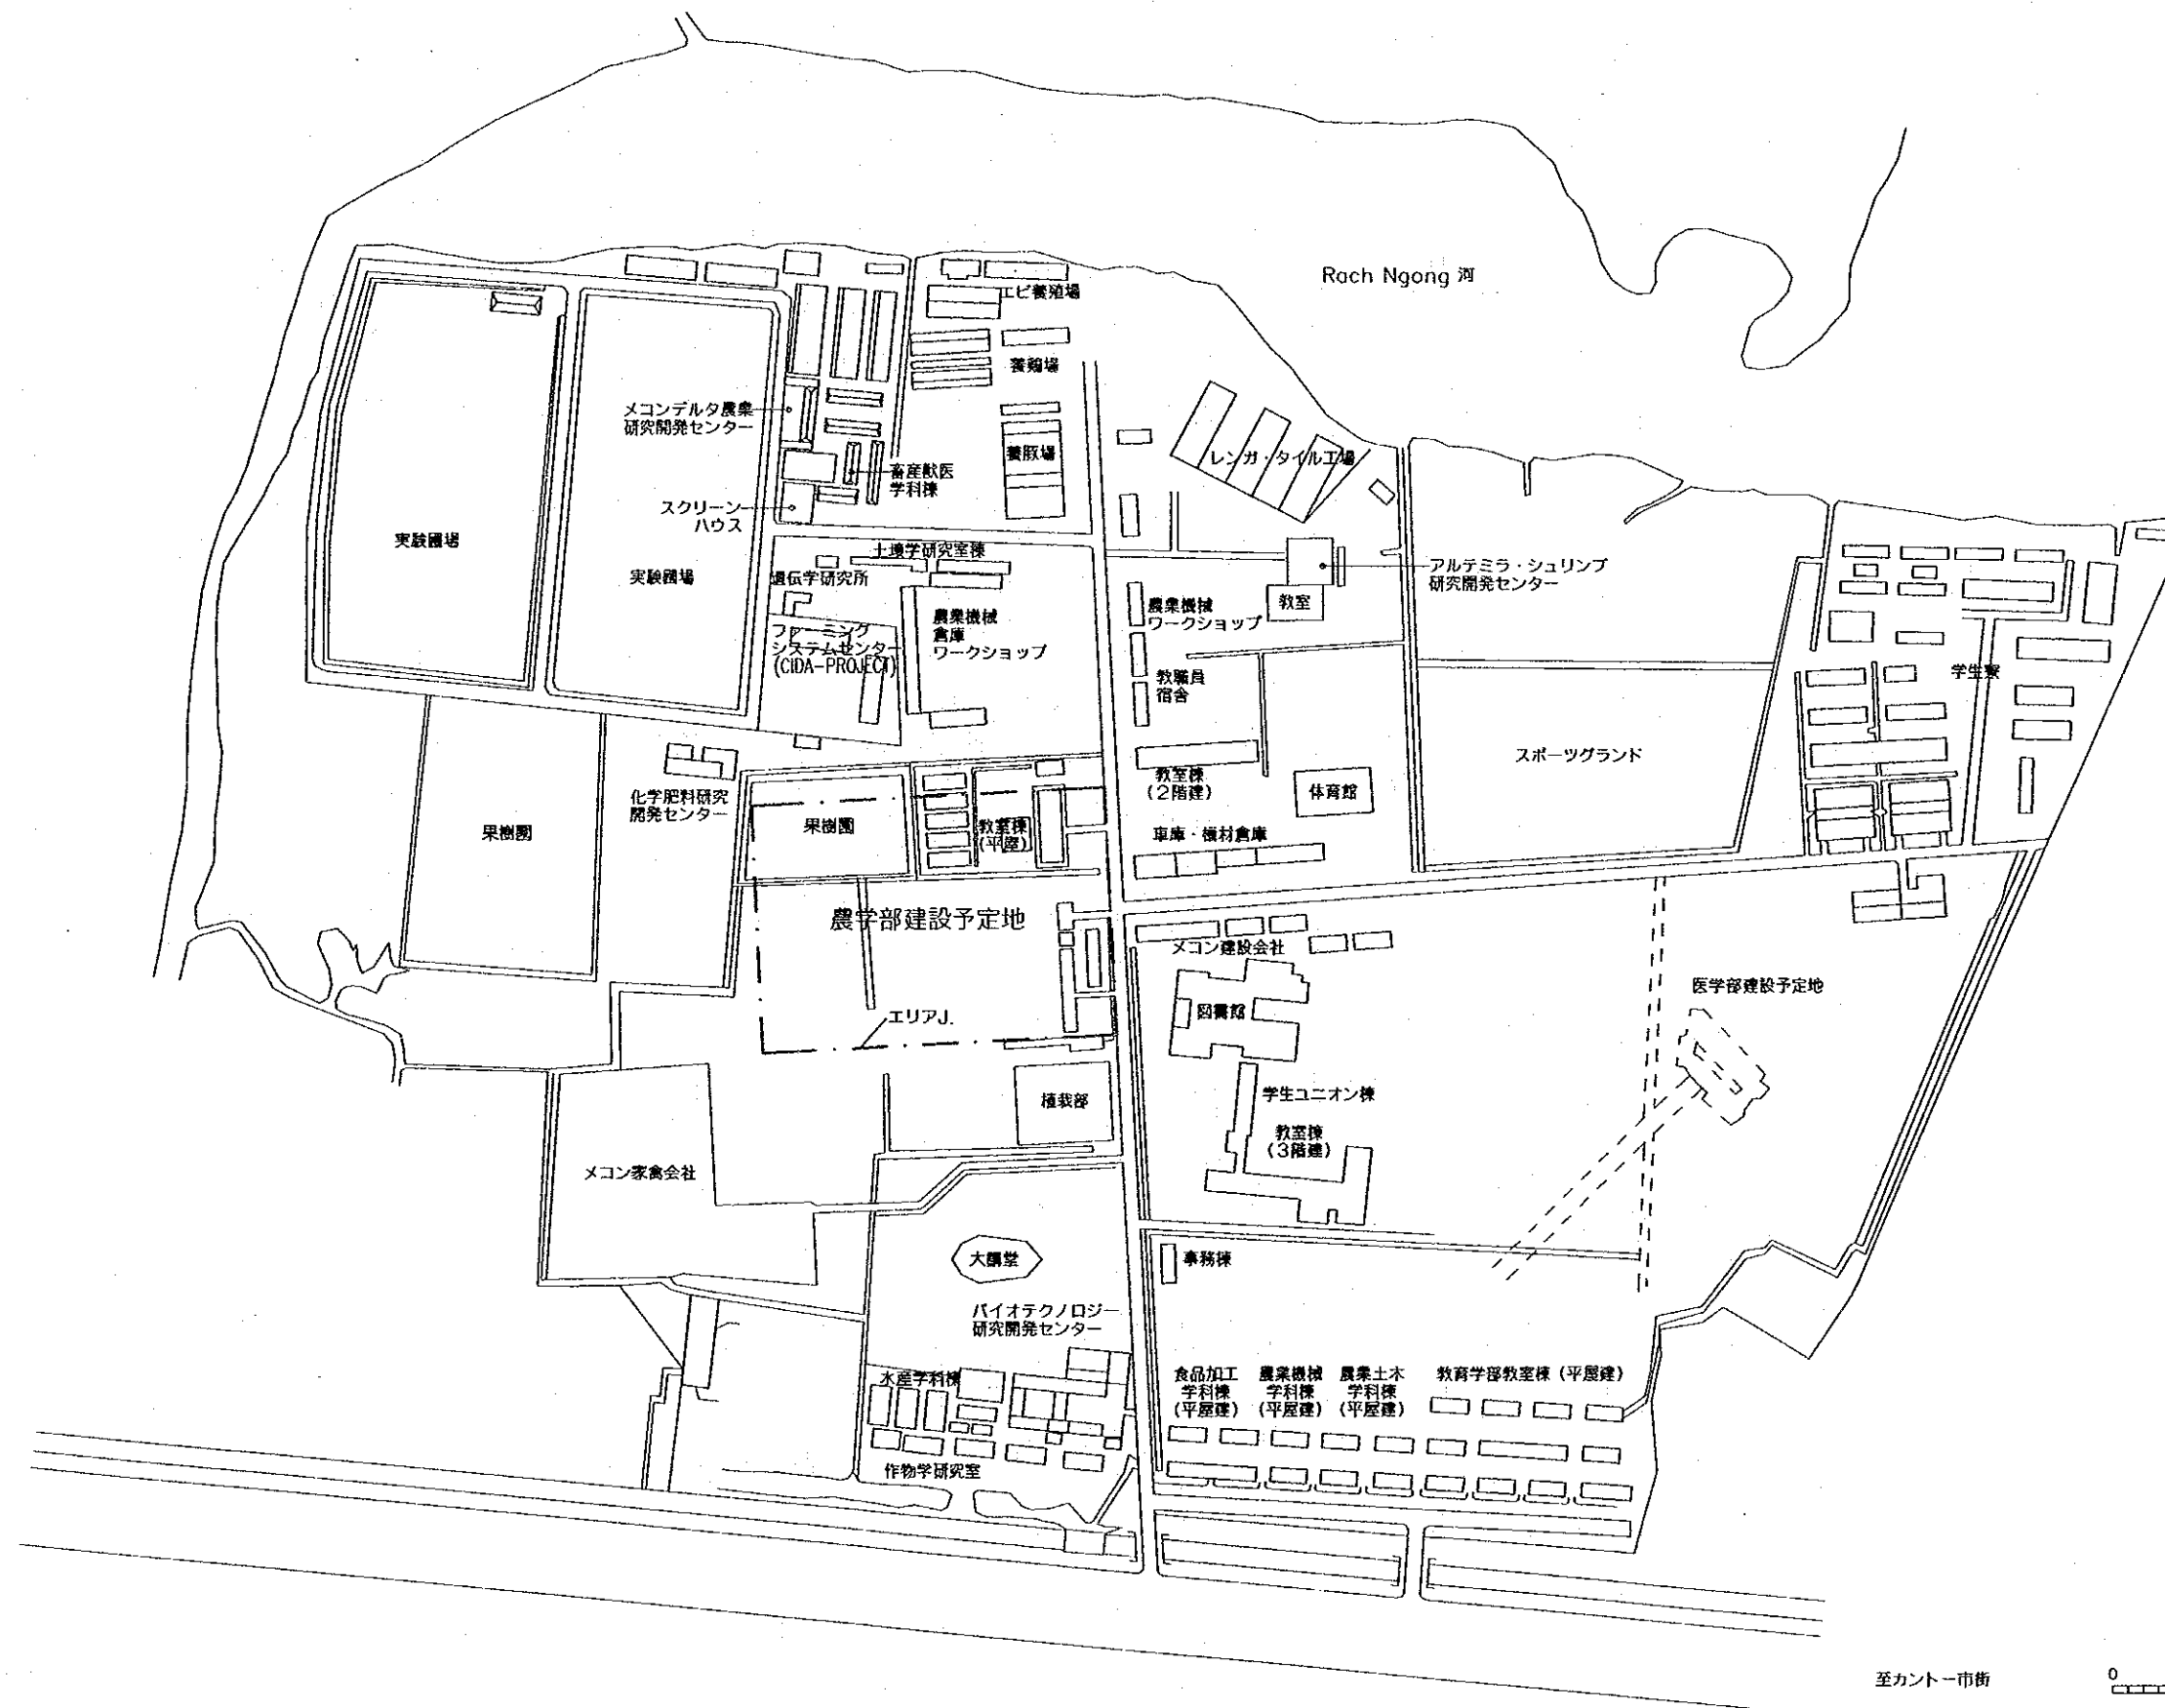 Rach Ngong 河
エビ養殖場
養鶏場
メコンデルタ農業
研究開発センター
養豚場
レンガ・タイル工場
畜産獣医
学科棟
スクリーン
ハウス
実験圃場
実験圃場
土壌学研究室棟
遺伝学研究所
アルテミラ・シュリンプ
研究開発センター
教室
農業機械
ワークショップ
農業機械
倉庫
ワークショップ
ファーミング
システムセンター
(CIDA-PROJECT)
教職員
宿舎
学生寮
スポーツグランド
教室棟
(2階建)
体育館
化学肥料研究
開発センター
果樹園
果樹園
教室棟
(平屋)
車庫・機材倉庫
農学部建設予定地
メコン建設会社
医学部建設予定地
図書館
エリアJ.
学生ユニオン棟
植栽部
教室棟
(3階建)
メコン家禽会社
大講堂
事務棟
バイオテクノロジー
研究開発センター
水産学科棟
食品加工
学科棟
(平屋建)
農業機械
学科棟
(平屋建)
農業土木
学科棟
(平屋建)
教育学部教室棟(平屋建)
作物学研究室
至カントー市街
0